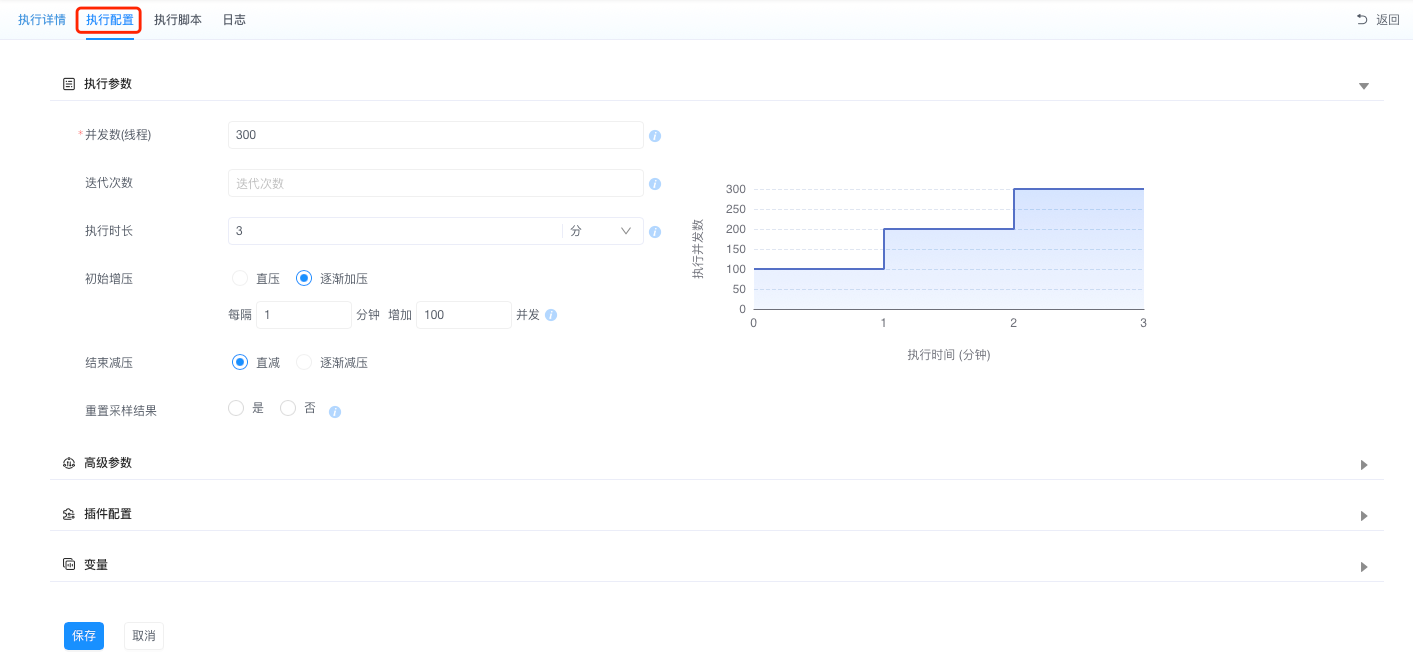 执行详情 执行配置 执行脚本 日志 返回
执行参数
*并发数(线程) 300
迭代次数 迭代次数
执行时长 3 分
初始增压 直压 逐渐加压
每隔 1 分钟 增加 100 并发
结束减压 直减 逐渐减压
重置采样结果 是 否
执行并发数
300
250
200
150
100
50
0
0 1 2 3
执行时间 (分钟)
高级参数
插件配置
变量
保存 取消